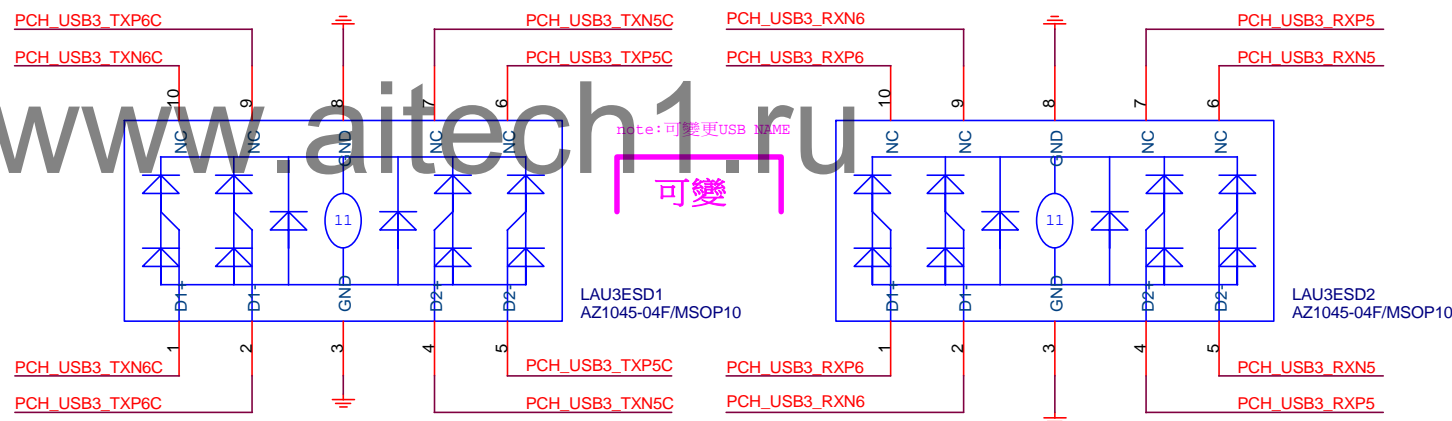 PCH_USB3_TXP6C
PCH_USB3_TXN5C
PCH_USB3_RXN6
PCH_USB3_RXP5
PCH_USB3_TXN6C
PCH_USB3_TXP5C
PCH_USB3_RXP6
PCH_USB3_RXN5
10 9 8 7 6
10 9 8 7 6
www.aitech1.ru
note:可變更USB NAME
NC NC GND NC NC
NC NC GND NC NC
可變
11
11
D1+ D1- GND D2+ D2-
D1+ D1- GND D2+ D2-
LAU3ESD1
AZ1045-04F/MSOP10
LAU3ESD2
AZ1045-04F/MSOP10
1 2 3 4 5
1 2 3 4 5
PCH_USB3_TXN6C
PCH_USB3_TXP5C
PCH_USB3_RXP6
PCH_USB3_RXN5
PCH_USB3_TXP6C
PCH_USB3_TXN5C
PCH_USB3_RXN6
PCH_USB3_RXP5